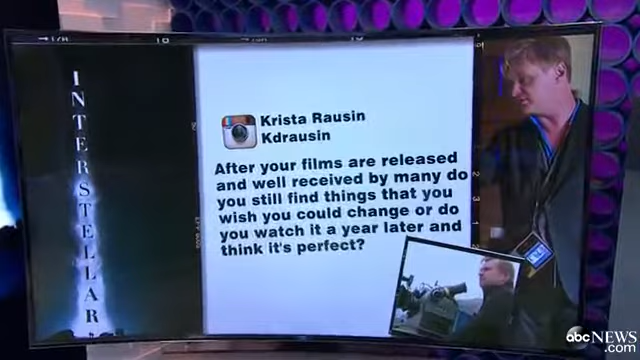 INTERSTELLAR
Krista Rausin
Kdrausin
After your films are released
and well received by many do
you still find things that you
wish you could change or do
you watch it a year later and
think it's perfect?
abcNEWS
.com